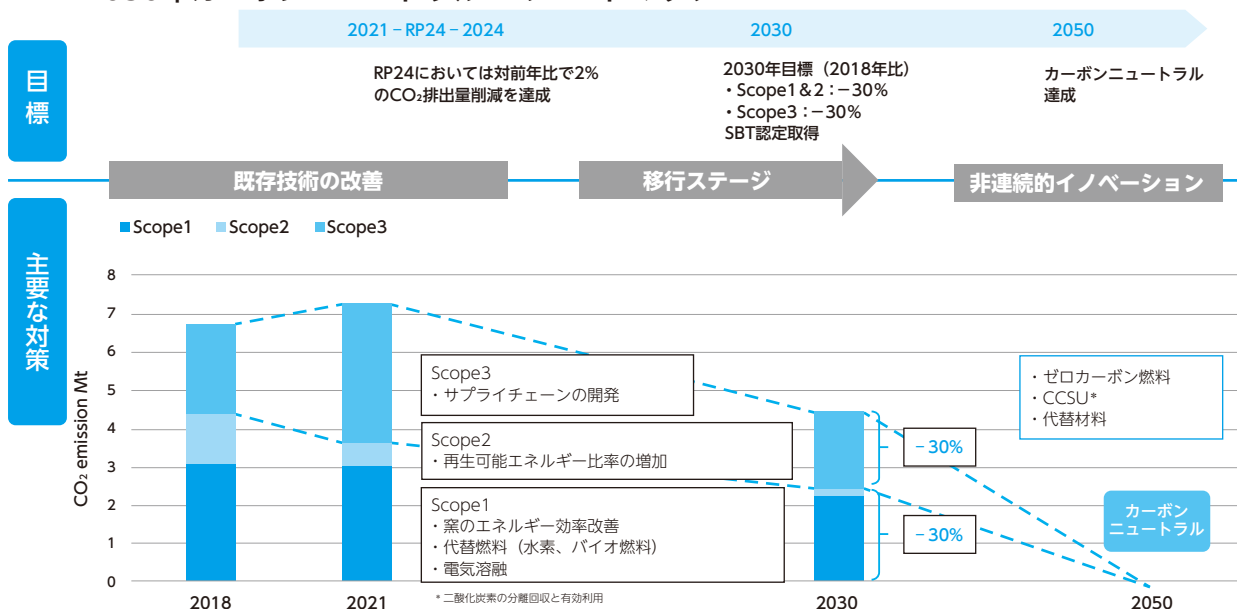 2021 – RP24 – 2024
2030
2050
目標
RP24においては対前年比で2%
のCO₂排出量削減を達成
2030年目標（2018年比）
・Scope1&2：−30%
・Scope3：−30%
SBT認定取得
カーボンニュートラル
達成
既存技術の改善
移行ステージ
非連続的イノベーション
主要な対策
Scope1
Scope2
Scope3
CO₂ emission Mt
8
7
6
5
4
3
2
1
0
Scope3
・サプライチェーンの開発
Scope2
・再生可能エネルギー比率の増加
Scope1
・窯のエネルギー効率改善
・代替燃料（水素、バイオ燃料）
・電気溶融
−30%
−30%
・ゼロカーボン燃料
・CCSU*
・代替材料
カーボン
ニュートラル
2018
2021
* 二酸化炭素の分離回収と有効利用
2030
2050